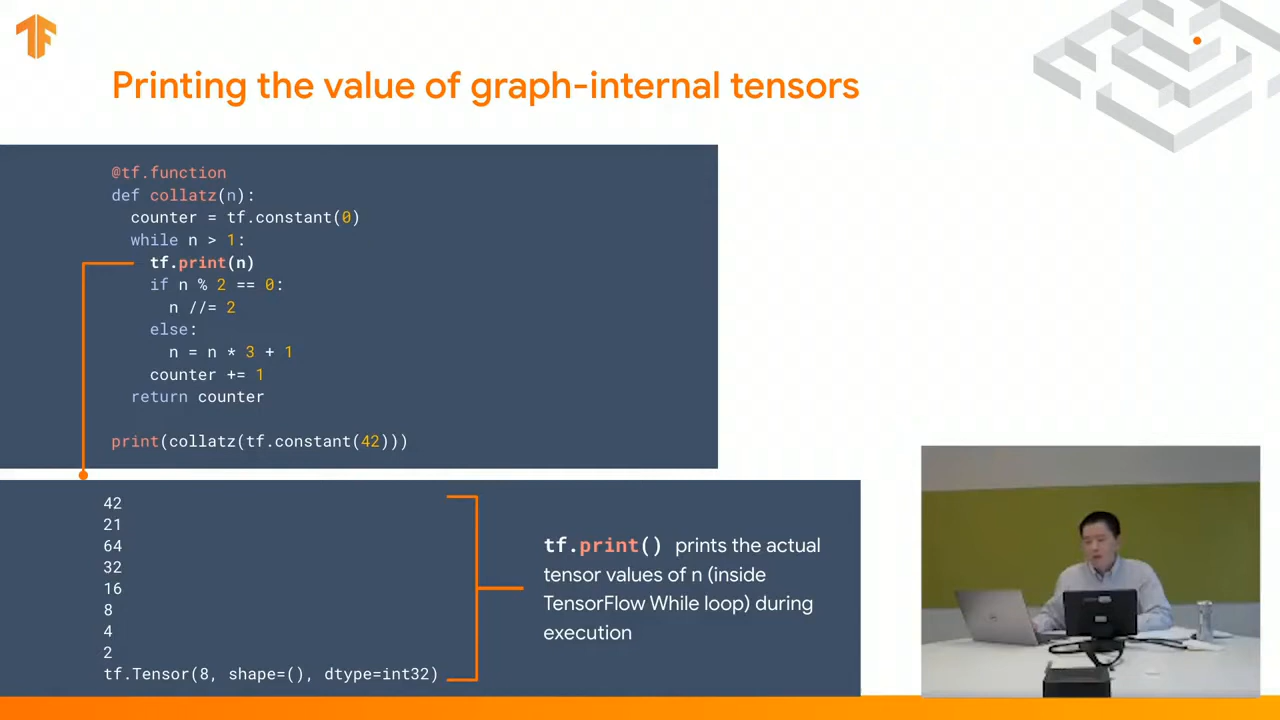 Printing the value of graph-internal tensors
@tf.function
def collatz(n):
  counter = tf.constant(0)
  while n > 1:
    tf.print(n)
    if n % 2 == 0:
      n //= 2
    else:
      n = n * 3 + 1
    counter += 1
  return counter
print(collatz(tf.constant(42)))
42
21
64
32
16
8
4
2
tf.Tensor(8, shape=(), dtype=int32)
tf.print() prints the actual
tensor values of n (inside
TensorFlow While loop) during
execution